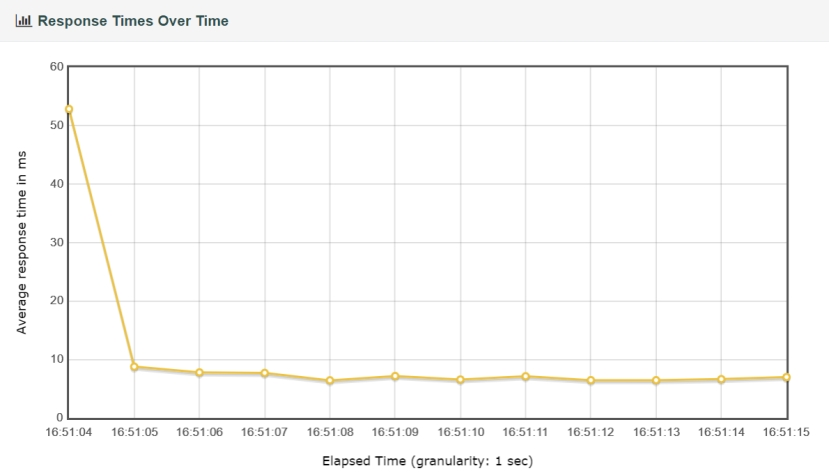 Response Times Over Time
60
50
40
30
20
10
0
Average response time in ms
16:51:04 16:51:05 16:51:06 16:51:07 16:51:08 16:51:09 16:51:10 16:51:11 16:51:12 16:51:13 16:51:14 16:51:15
Elapsed Time (granularity: 1 sec)